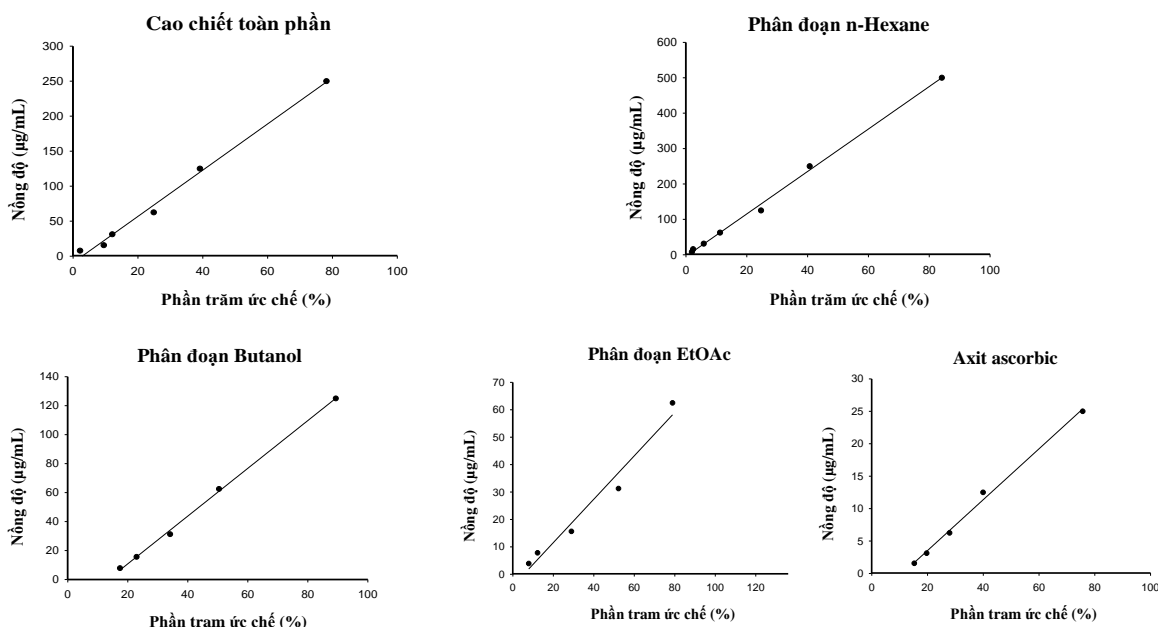 Cao chiết toàn phần
300
250
200
150
100
50
0
0 20 40 60 80 100
Nồng độ (µg/mL)
Phần trăm ức chế (%)
Phân đoạn n-Hexane
600
500
400
300
200
100
0
0 20 40 60 80 100
Nồng độ (µg/mL)
Phần trăm ức chế (%)
Phân đoạn Butanol
140
120
100
80
60
40
20
0
0 20 40 60 80 100
Nồng độ (µg/mL)
Phần tram ức chế (%)
Phân đoạn EtOAc
70
60
50
40
30
20
10
0
0 20 40 60 80 100 120
Nồng độ (µg/mL)
Phần tram ức chế (%)
Axit ascorbic
30
25
20
15
10
5
0
0 20 40 60 80 100
Nồng độ (µg/mL)
Phần tram ức chế (%)